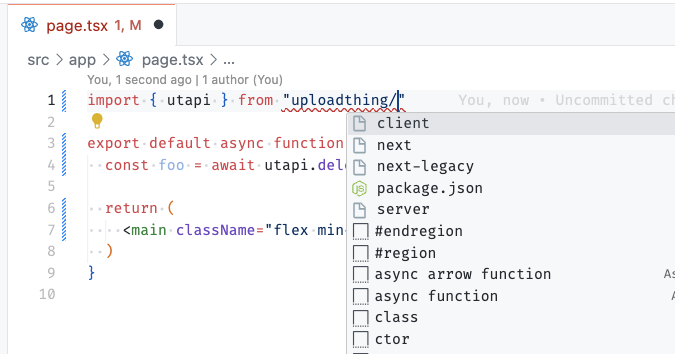 page.tsx 1, M
src > app > page.tsx > ...
You, 1 second ago | 1 author (You)
1 import { utapi } from "uploadthing/" You, now • Uncommitted ch
2
3 export default async function
4 const foo = await utapi.del
5
6 return (
7 <main className="flex min
8 )
9 }
10
client
next
next-legacy
package.json
server
#endregion
#region
async arrow function As
async function A
class
ctor